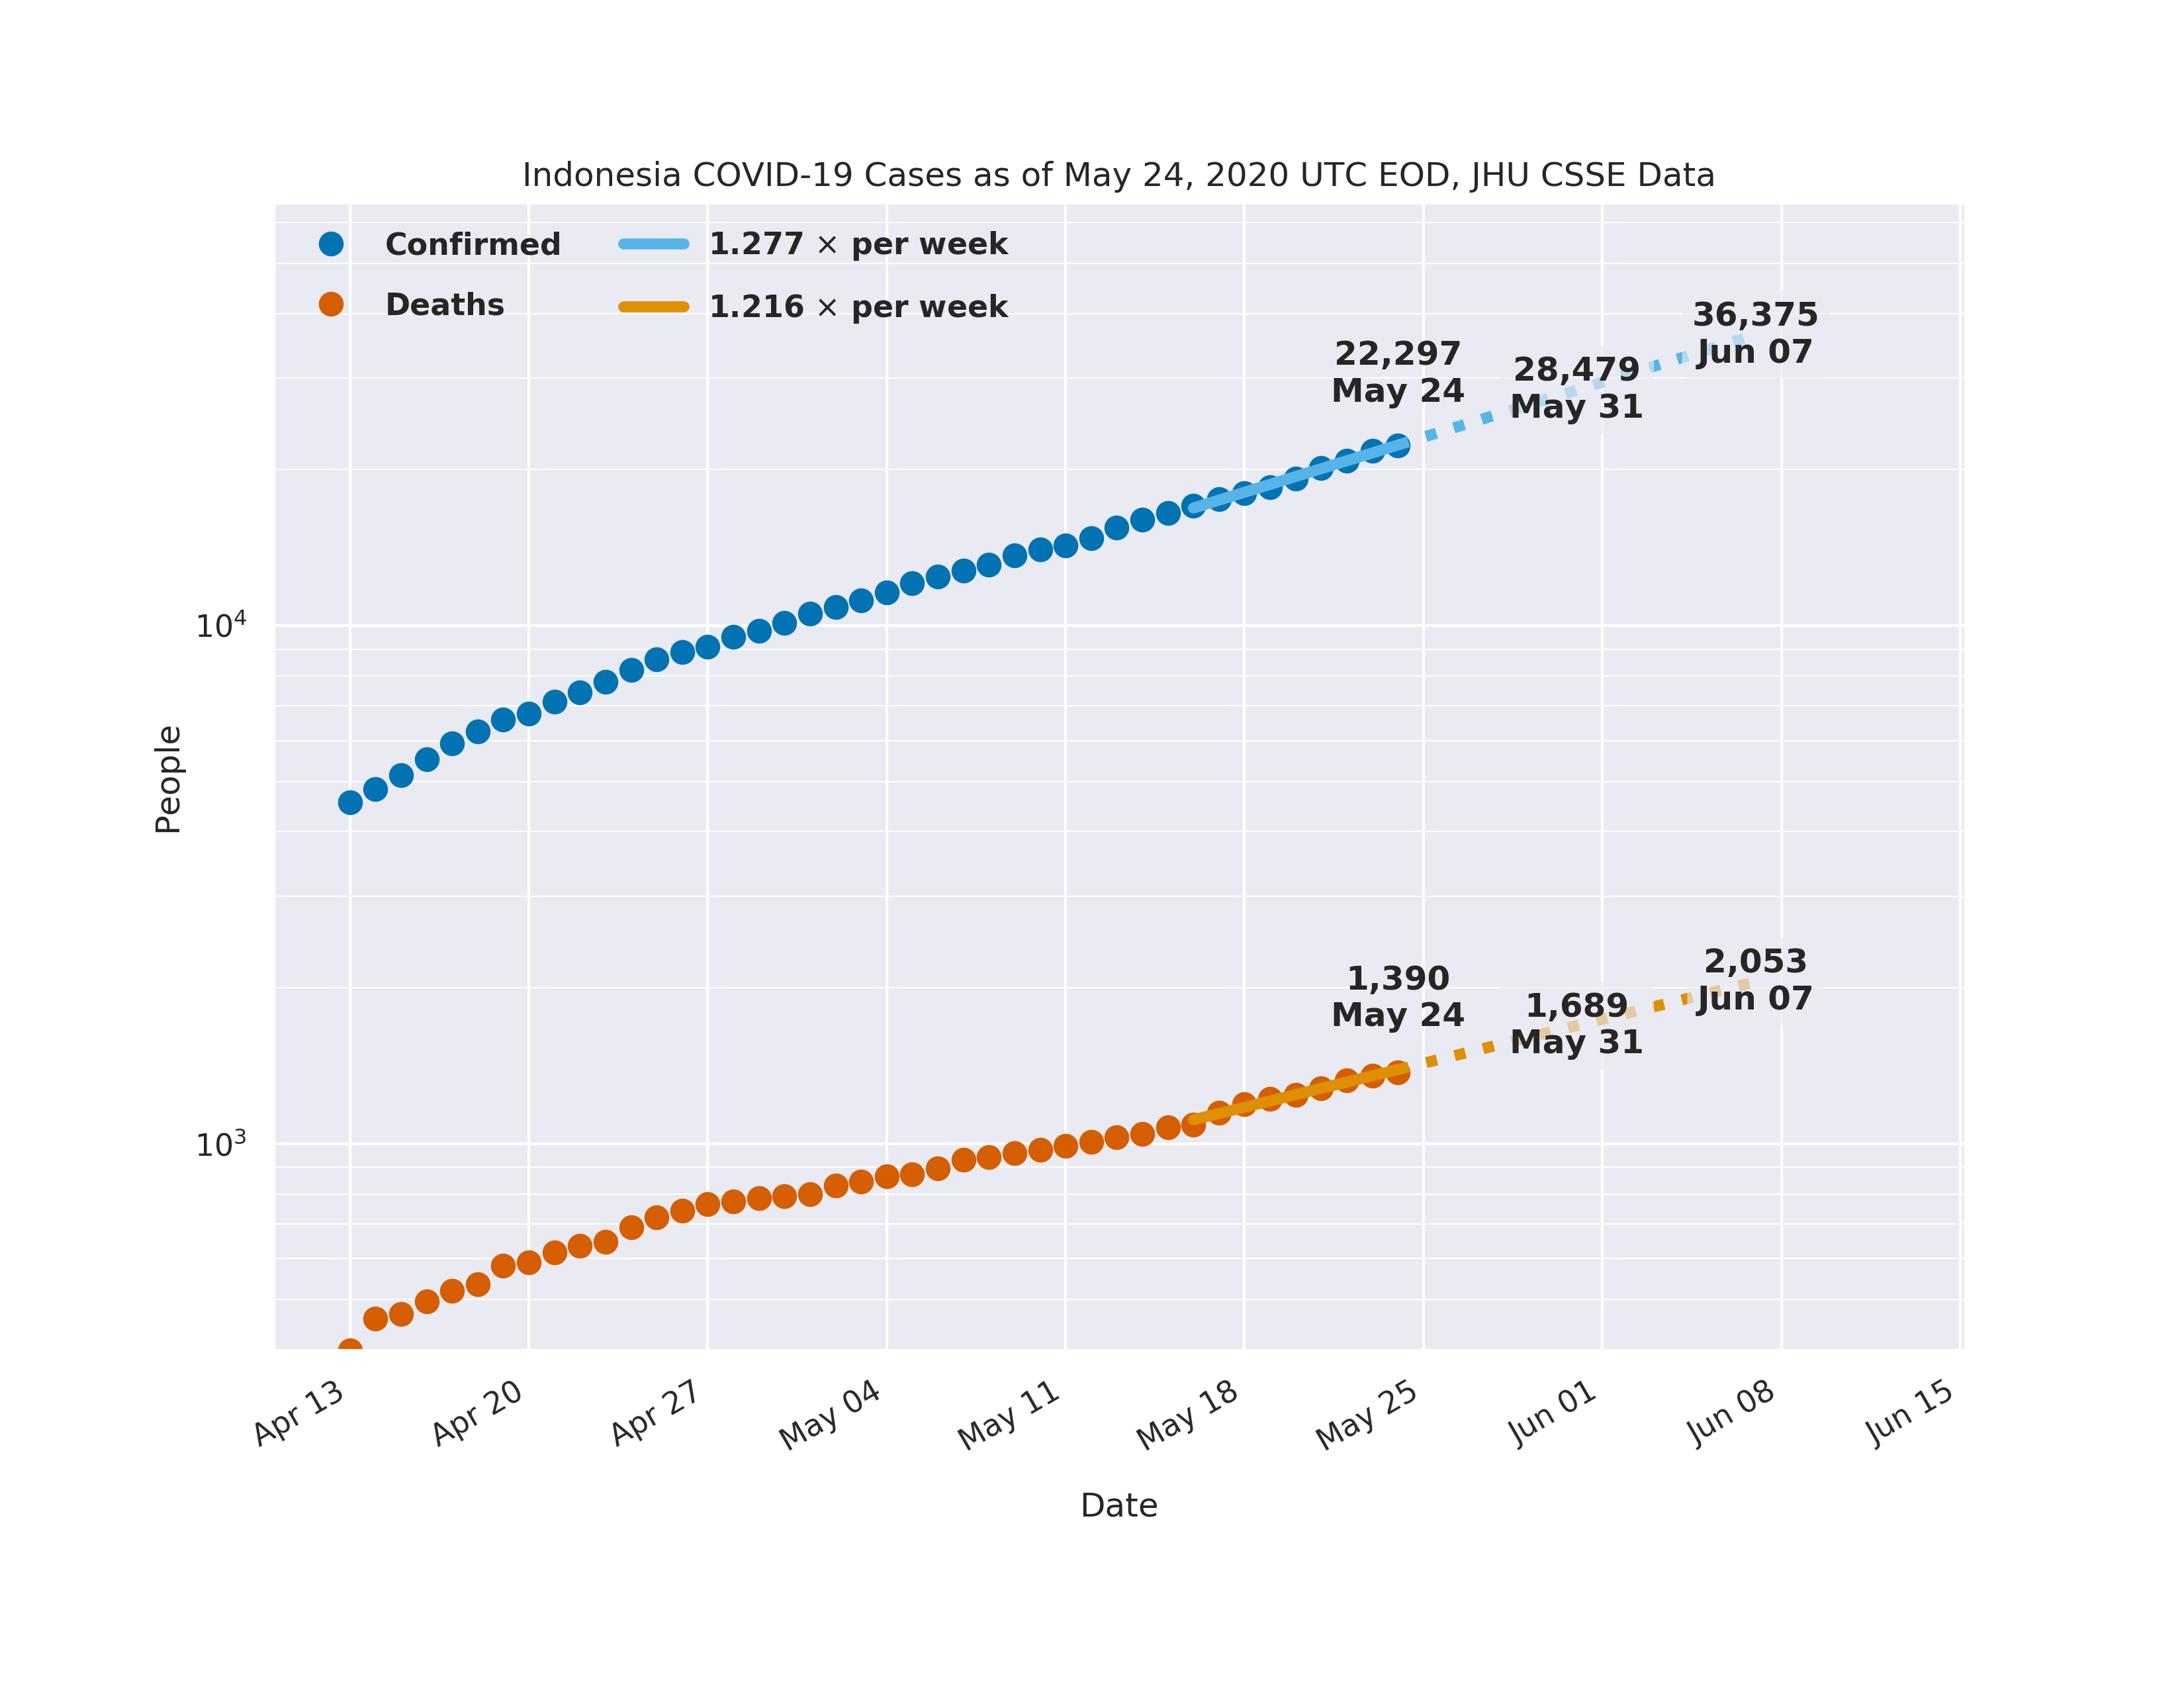 Indonesia COVID-19 Cases as of May 24, 2020 UTC EOD, JHU CSSE Data
Confirmed
Deaths
1.277 × per week
1.216 × per week
36,375
Jun 07
22,297
May 24
28,479
May 31
2,053
Jun 07
1,390
May 24
1,689
May 31
10⁴
10³
People
Apr 13
Apr 20
Apr 27
May 04
May 11
May 18
May 25
Jun 01
Jun 08
Jun 15
Date